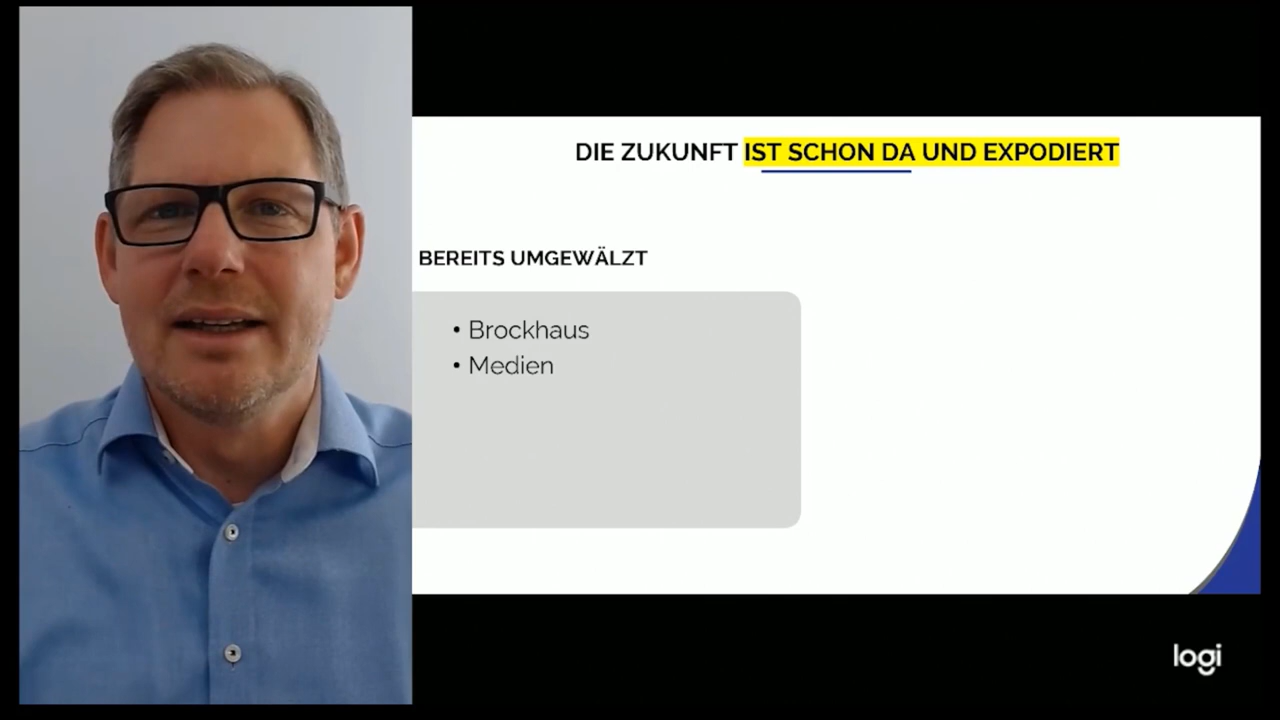 DIE ZUKUNFT IST SCHON DA UND EXPODIERT
BEREITS UMGEWÄLZT
• Brockhaus
• Medien
logi